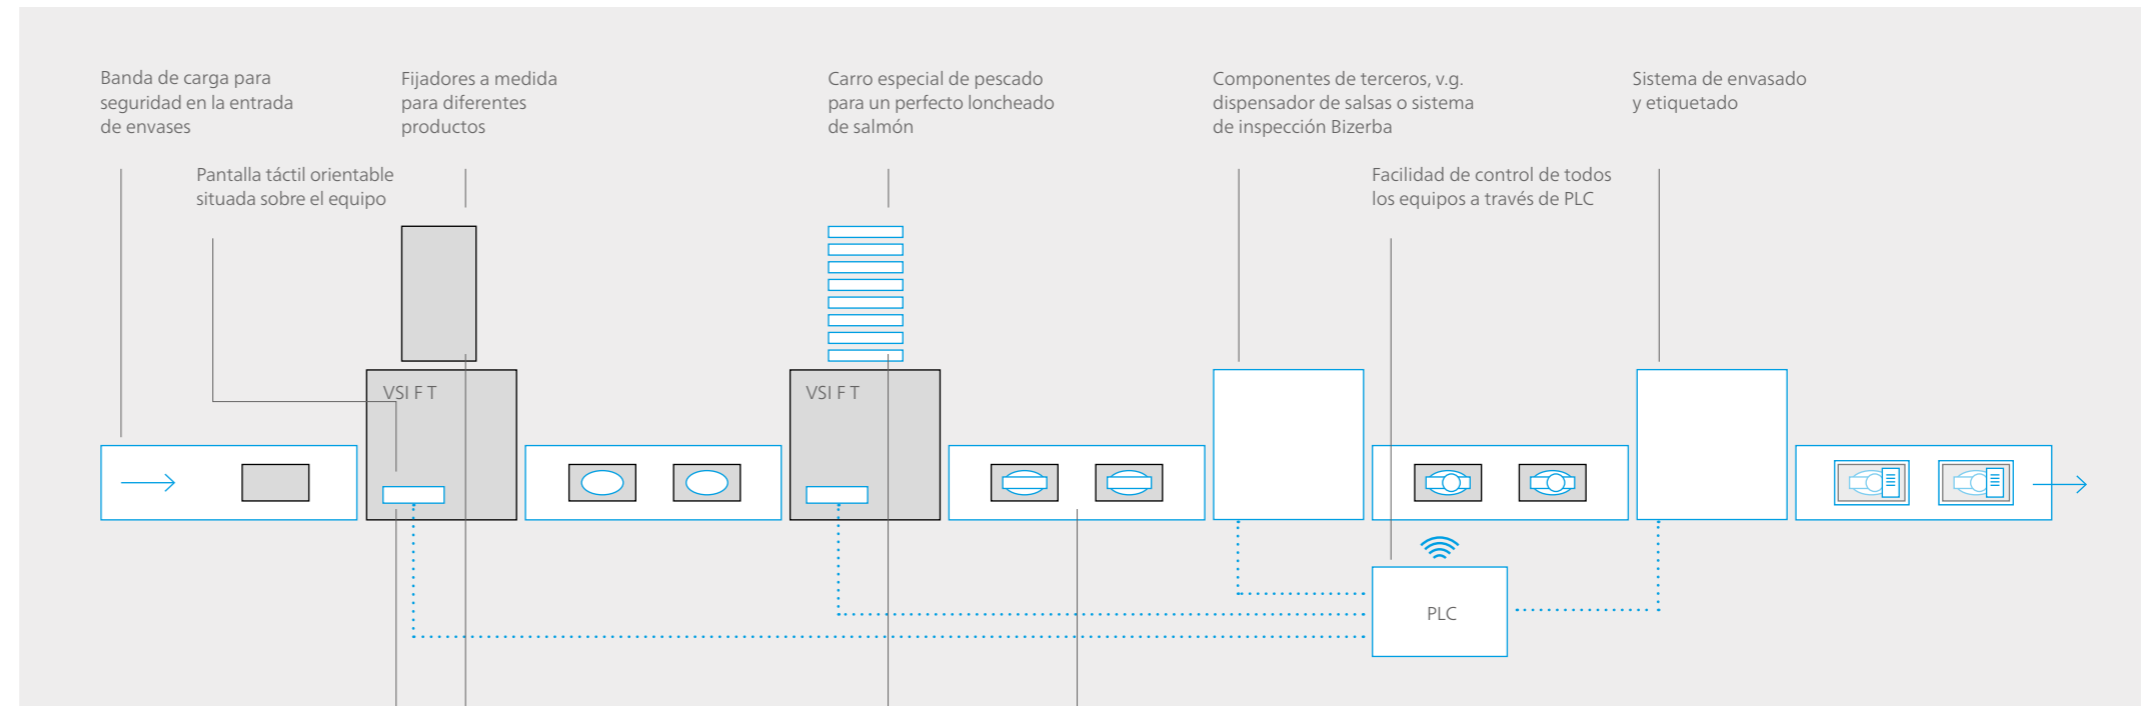 Banda de carga para
seguridad en la entrada
de envases
Fijadores a medida
para diferentes
productos
Carro especial de pescado
para un perfecto loncheado
de salmón
Componentes de terceros, v.g.
dispensador de salsas o sistema
de inspección Bizerba
Sistema de envasado
y etiquetado
Pantalla táctil orientable
situada sobre el equipo
Facilidad de control de todos
los equipos a través de PLC
VSI F T
VSI F T
PLC